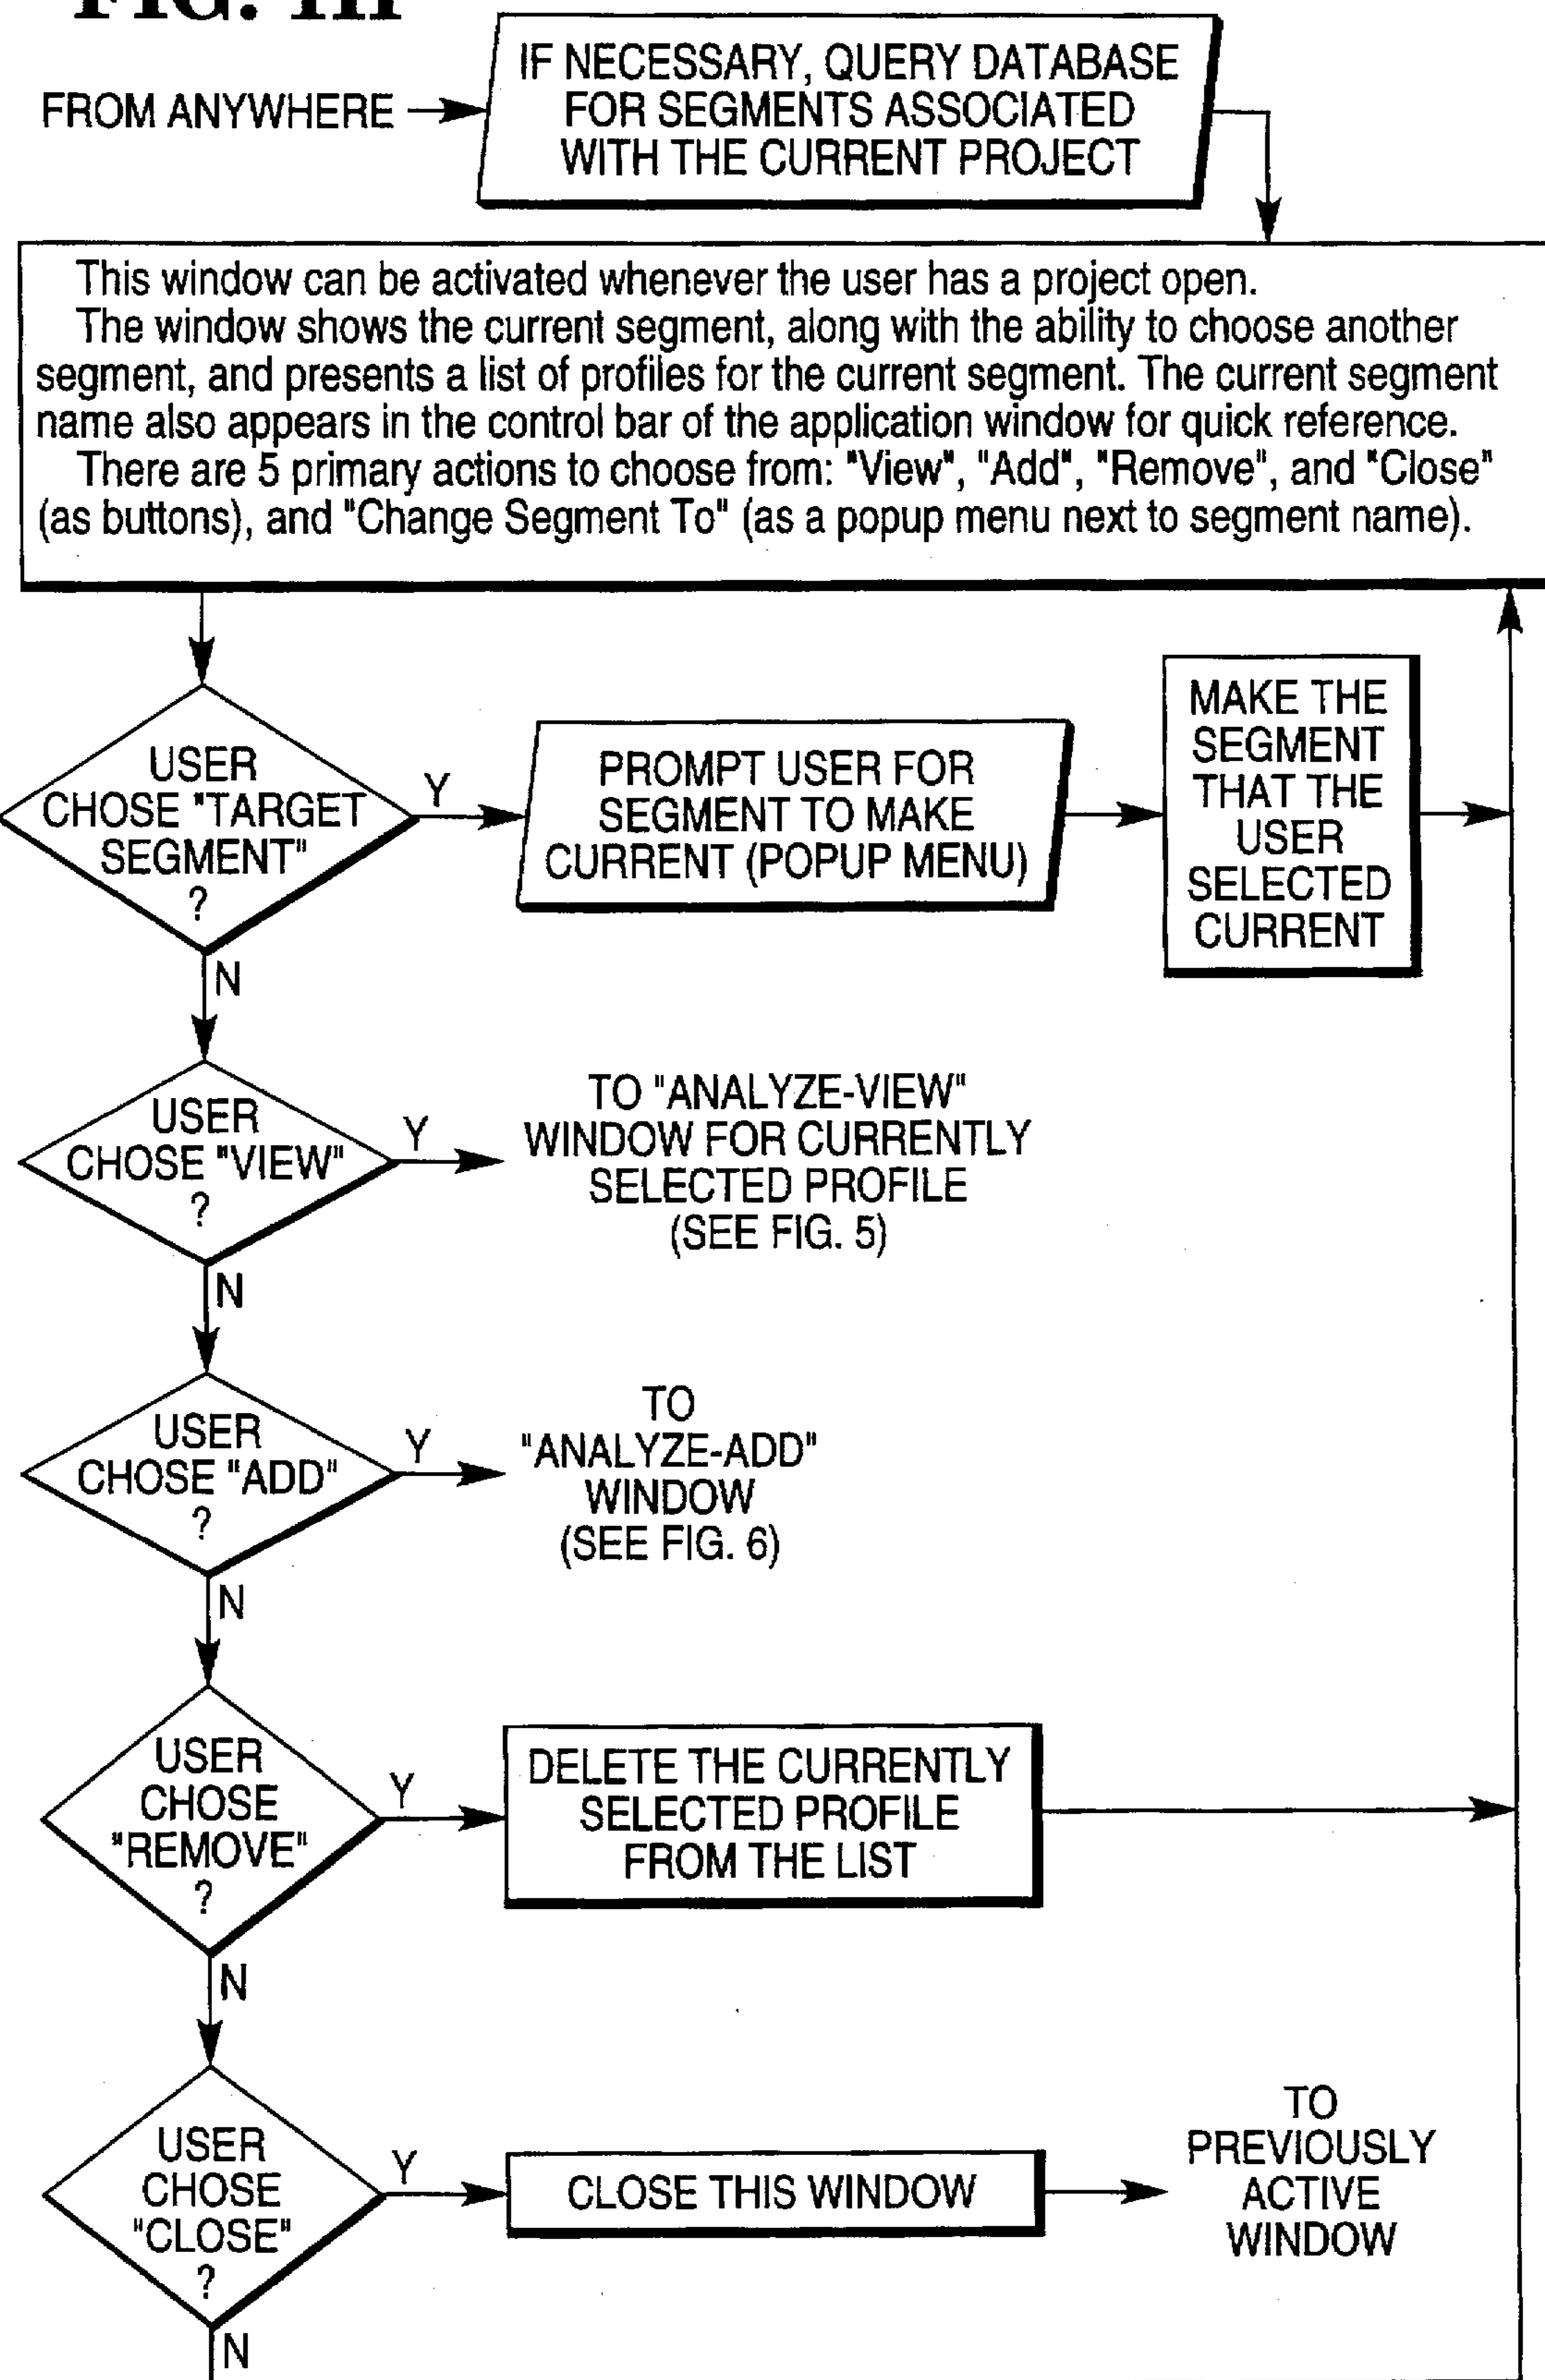 FIG. 1H
IF NECESSARY, QUERY DATABASE
FOR SEGMENTS ASSOCIATED
WITH THE CURRENT PROJECT
FROM ANYWHERE
This window can be activated whenever the user has a project open.
The window shows the current segment, along with the ability to choose another
segment, and presents a list of profiles for the current segment. The current segment
name also appears in the control bar of the application window for quick reference.
There are 5 primary actions to choose from: "View", "Add", "Remove", and "Close"
(as buttons), and "Change Segment To" (as a popup menu next to segment name).
USER
CHOSE "TARGET
SEGMENT"
?
Y
PROMPT USER FOR
SEGMENT TO MAKE
CURRENT (POPUP MENU)
MAKE THE
SEGMENT
THAT THE
USER
SELECTED
CURRENT
N
USER
CHOSE "VIEW"
?
Y
TO "ANALYZE-VIEW"
WINDOW FOR CURRENTLY
SELECTED PROFILE
(SEE FIG. 5)
N
USER
CHOSE "ADD"
?
Y
TO
"ANALYZE-ADD"
WINDOW
(SEE FIG. 6)
N
USER
CHOSE
"REMOVE"
?
Y
DELETE THE CURRENTLY
SELECTED PROFILE
FROM THE LIST
N
USER
CHOSE
"CLOSE"
?
Y
CLOSE THIS WINDOW
TO
PREVIOUSLY
ACTIVE
WINDOW
N